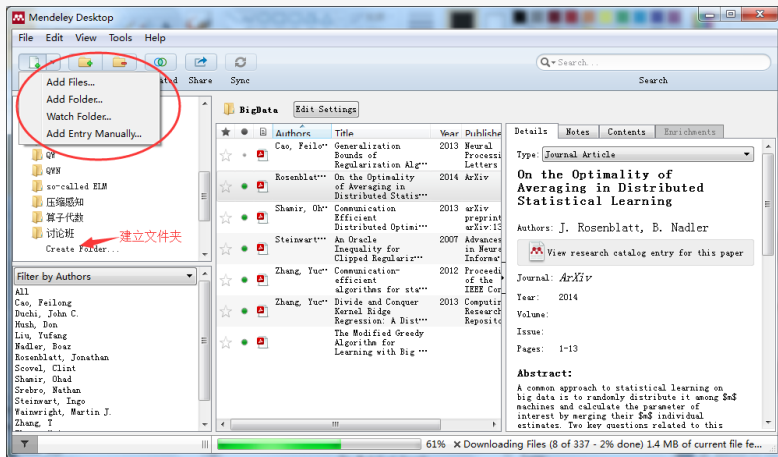 Mendeley Desktop
File Edit View Tools Help
Share Sync
Search...
Search
Add Files...
Add Folder...
Watch Folder...
Add Entry Manually...
QW
QWN
so-called ELM
压缩感知
算子代数
讨论班
Create Folder...
建立文件夹
Filter by Authors
All
Cao, Feilong
Duchi, John C.
Hush, Don
Liu, Yufang
Nadler, Boaz
Rosenblatt, Jonathan
Scovel, Clint
Shamir, Ohad
Srebro, Nathan
Steinwart, Ingo
Wainwright, Martin J.
Zhang, T
BigData Edit Settings
Authors Title Year Publishe
Cao, Feilo… Generalization 2013 Neural
Bounds of Processi
Regularization Alg… Letters
Rosenblat… On the Optimality 2014 ArXiv
of Averaging in
Distributed Statis…
Shamir, Oh… Communication 2013 arXiv
Efficient preprint
Distributed Optimi… arXiv:13
Steinwart… An Oracle 2007 Advances
Inequality for in Neura
Clipped Regulariz… Informa
Zhang, Yuc… Communication- 2012 Proceedi
efficient of the
algorithms for sta… IEEE Con
Zhang, Yuc… Divide and Conquer 2013 Computin
Kernel Ridge Research
Regression: A Dist… Reposito
The Modified Greedy
Algorithm for
Learning with Big …
Details Notes Contents Enrichments
Type: Journal Article
On the Optimality of
Averaging in Distributed
Statistical Learning
Authors: J. Rosenblatt, B. Nadler
View research catalog entry for this paper
Journal: ArXiv
Year: 2014
Volume:
Issue:
Pages: 1-13
Abstract:
A common approach to statistical learning on
big data is to randomly distribute it among $m$
machines and calculate the parameter of
interest by merging their $m$ individual
estimates. Two key questions related to this
61% Downloading Files (8 of 337 - 2% done) 1.4 MB of current file fe...